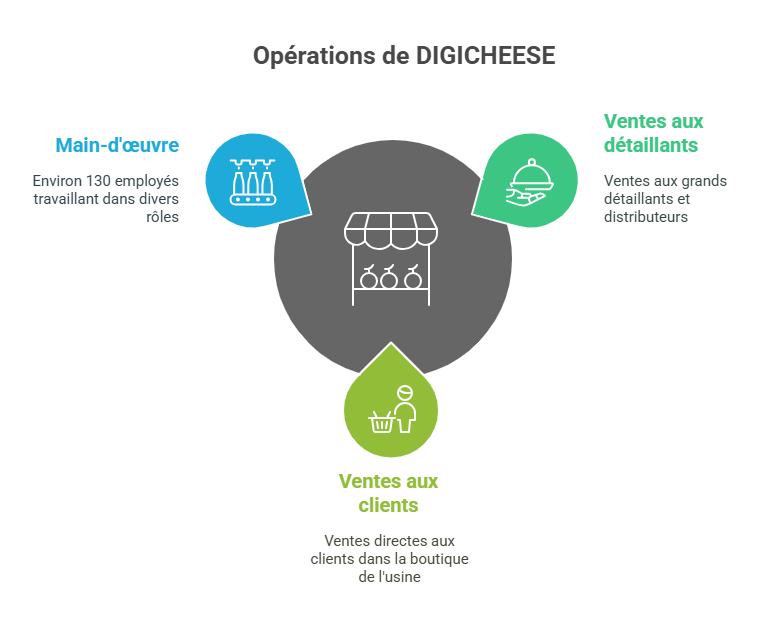 Opérations de DIGICHEESE
Main-d'œuvre
Environ 130 employés
travaillant dans divers
rôles
Ventes aux
détaillants
Ventes aux grands
détaillants et
distributeurs
Ventes aux
clients
Ventes directes aux
clients dans la boutique
de l'usine